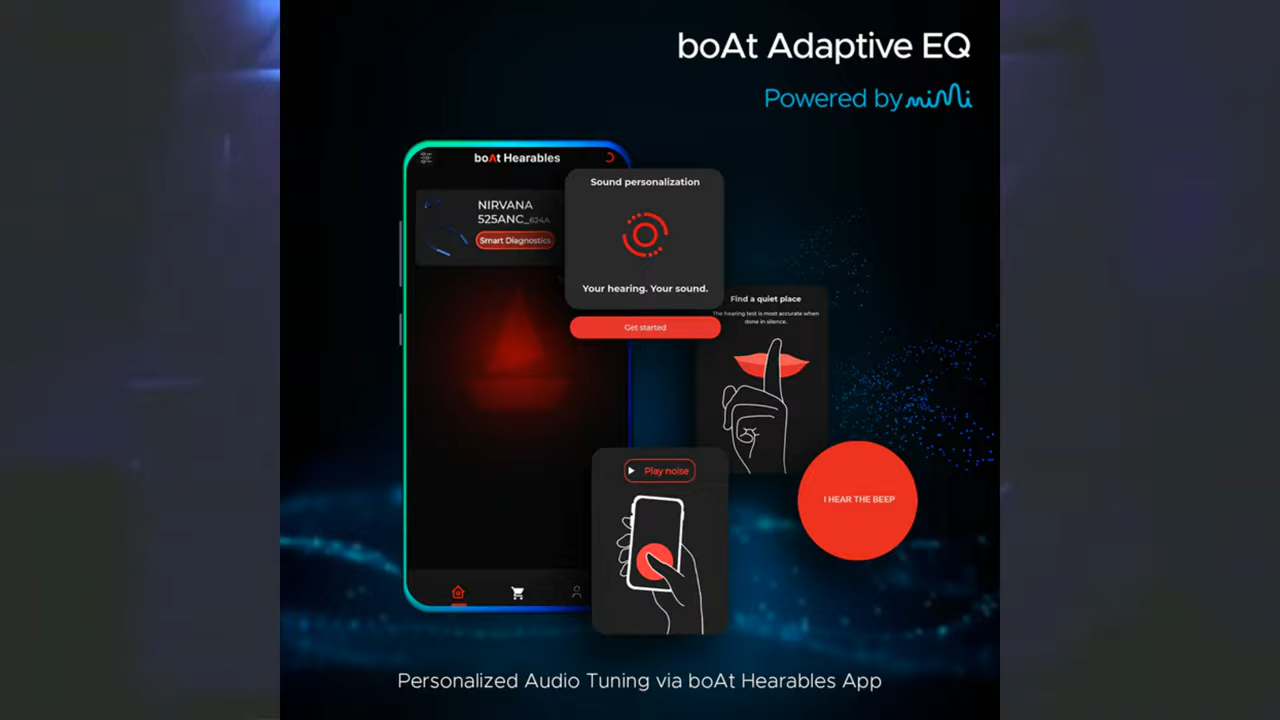 boAt Adaptive EQ
Powered by mimi
boAt Hearables
NIRVANA
525ANC_624A
Smart Diagnostics
Sound personalization
Your hearing. Your sound.
Get started
Find a quiet place
The hearing test is most accurate when
done in silence.
Play noise
I HEAR THE BEEP
Personalized Audio Tuning via boAt Hearables App